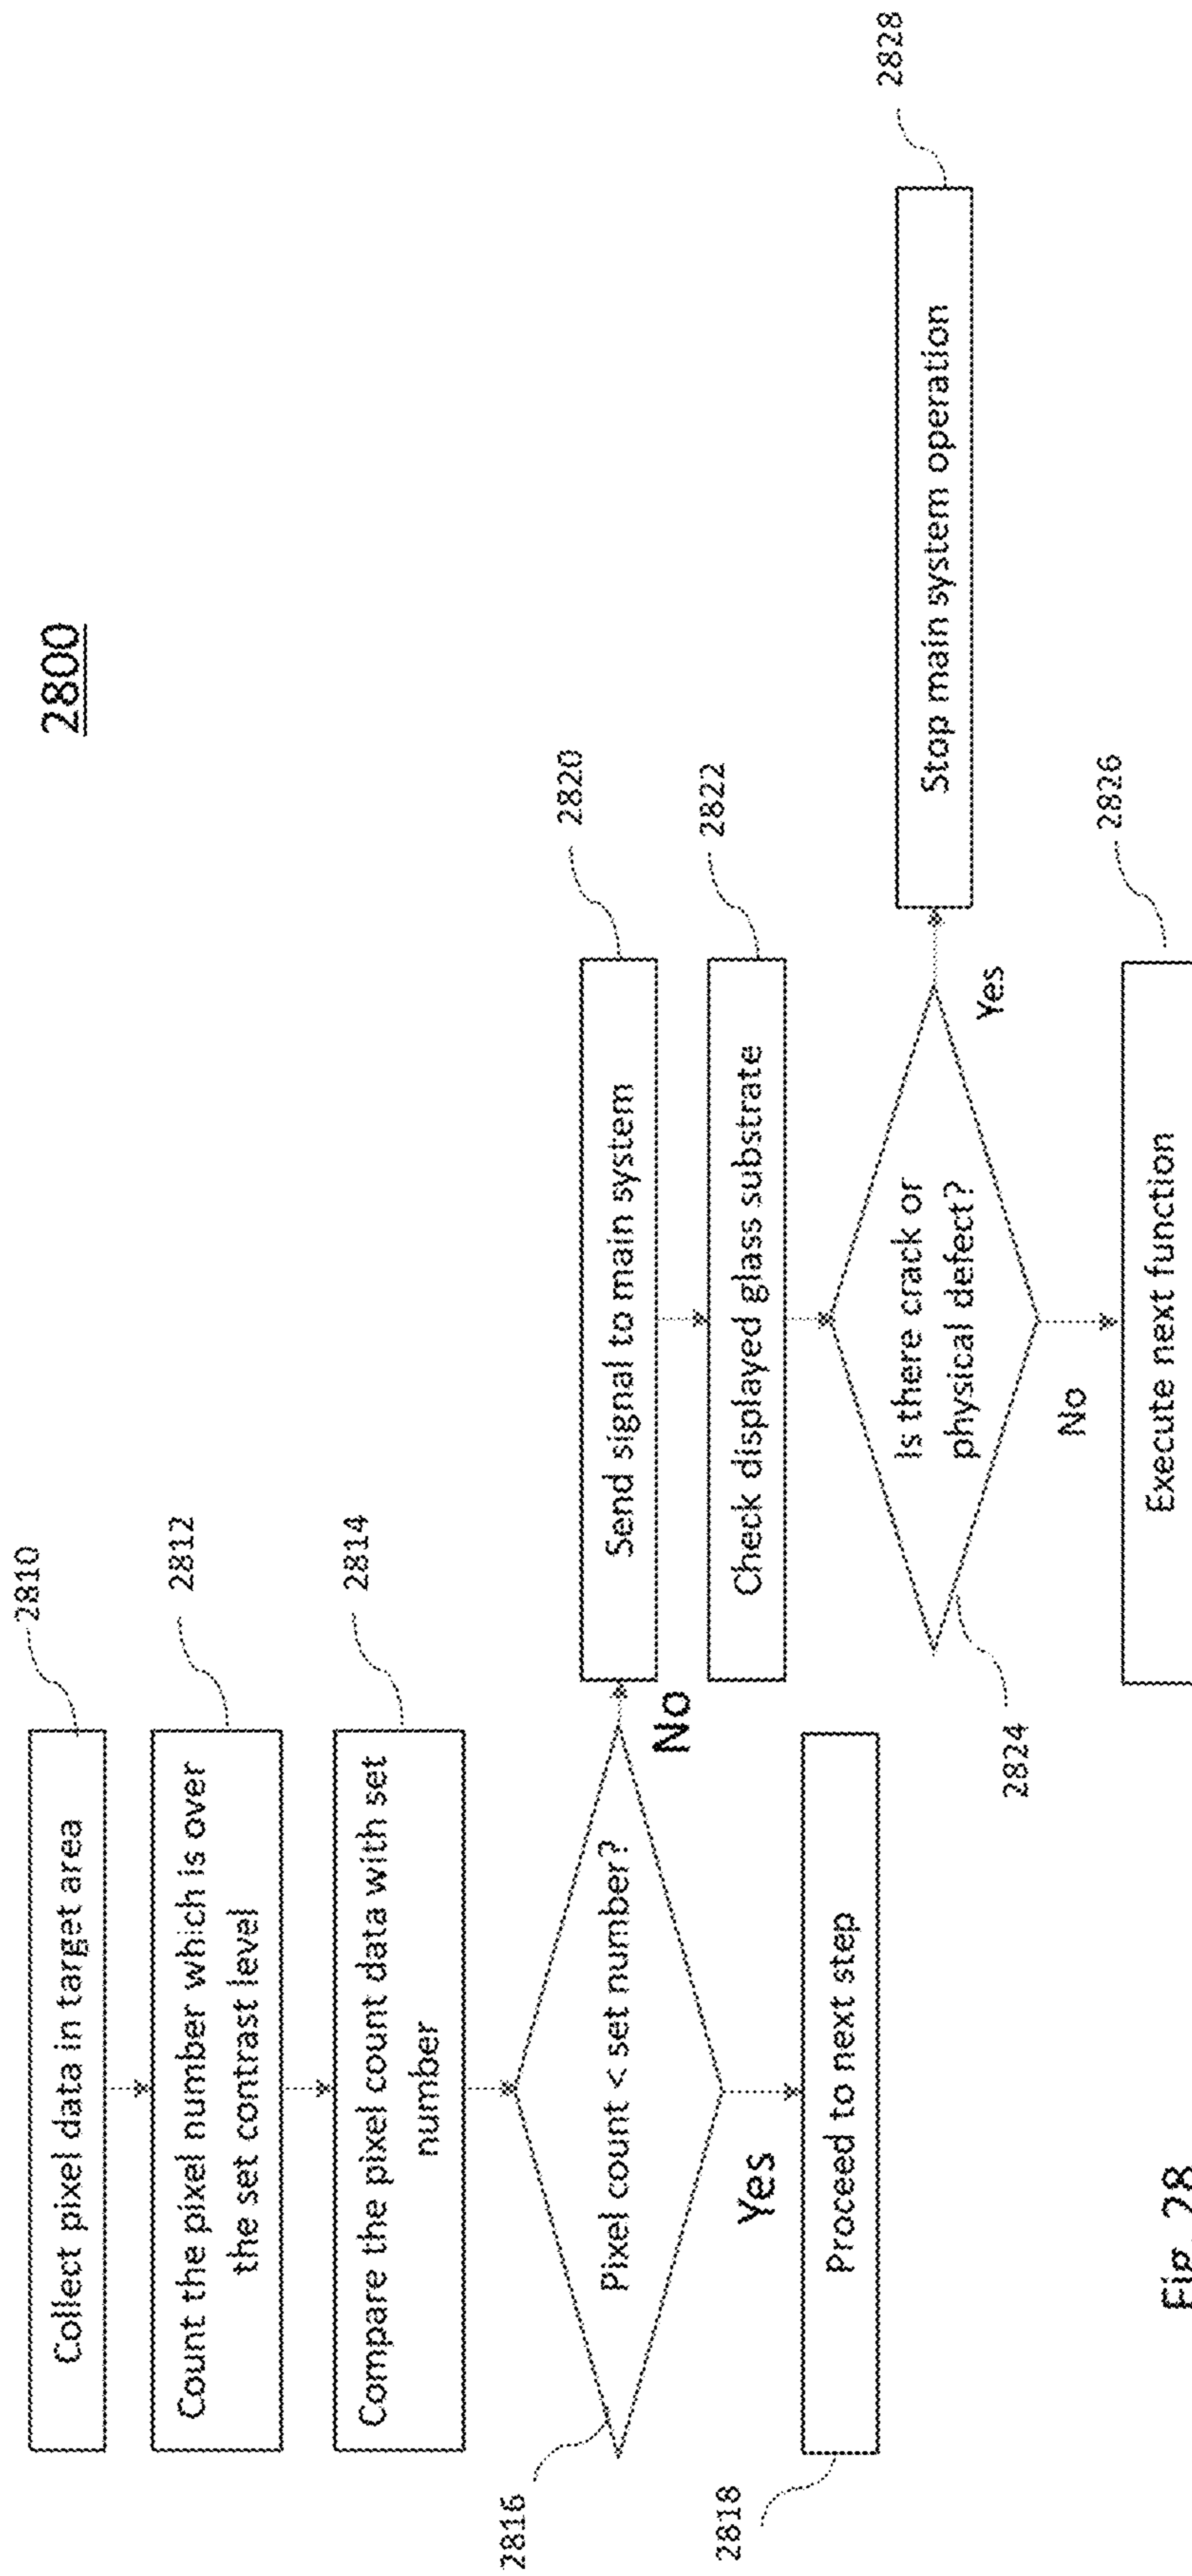 2800
2810
Collect pixel data in target area
2812
Count the pixel number which is over
the set contrast level
2814
Compare the pixel count data with set
number
2816
Pixel count < set number?
No
Yes
2818
Proceed to next step
2820
Send signal to main system
2822
Check displayed glass substrate
Is there crack or
physical defect?
2824
Yes
2828
Stop main system operation
No
2826
Execute next function
Fig. 28